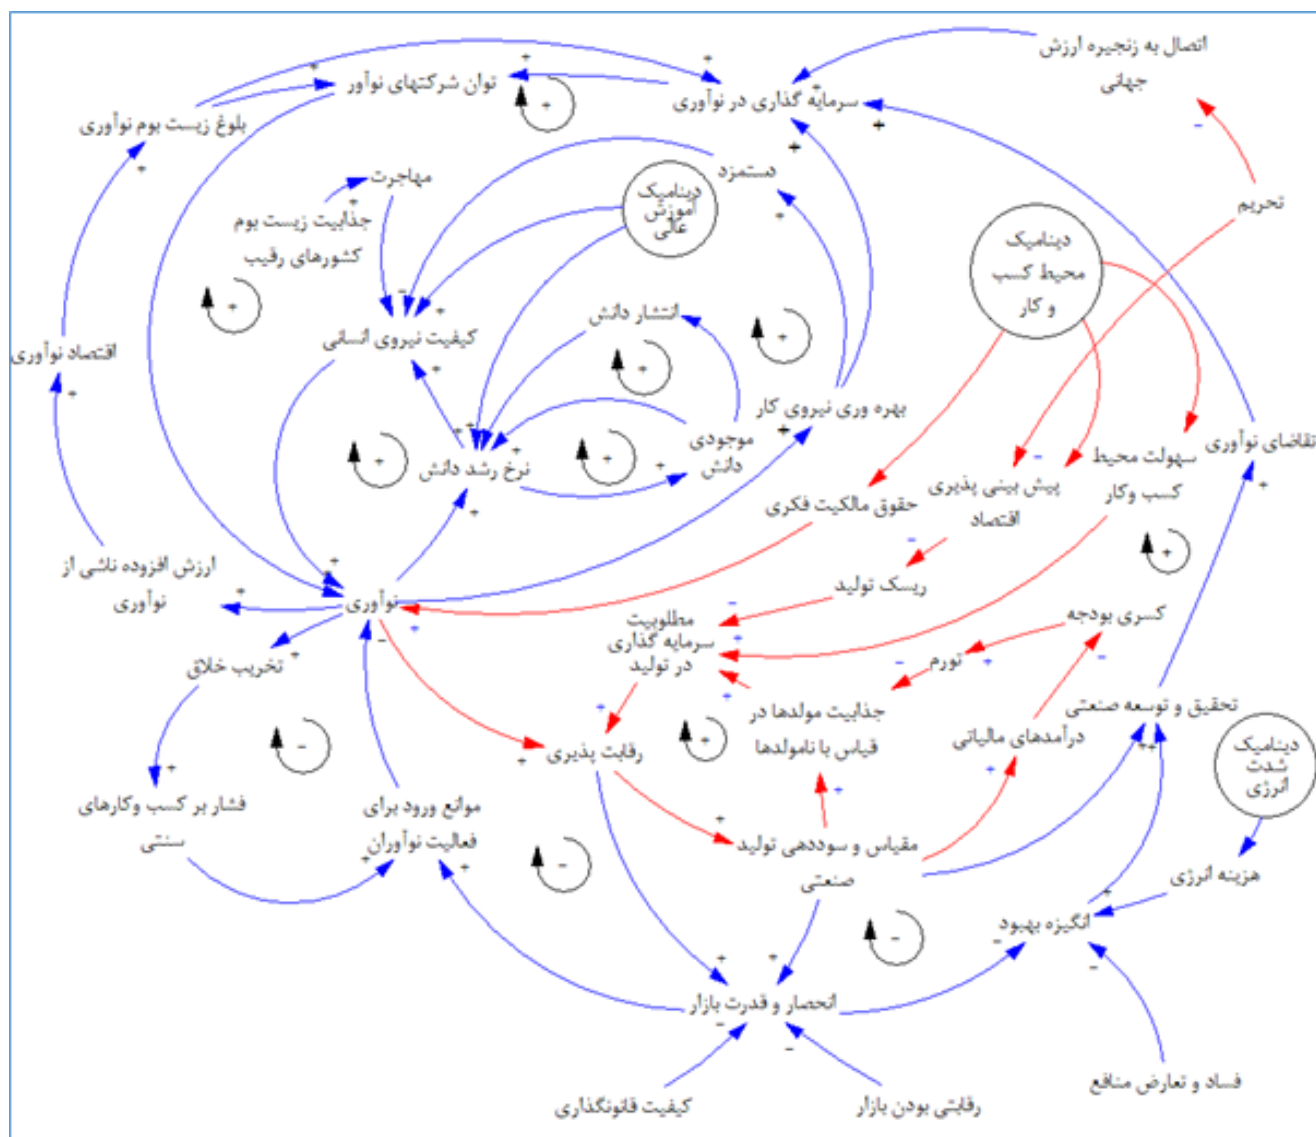 اتصال به زنجیره ارزش
جهانی
توان شرکتهای نوآور
سرمایه گذاری در نوآوری
بلوغ زیست بوم نوآوری
دستمزد
مهاجرت
دینامیک
آموزش
عالی
تحریم
جذابیت زیست بوم
کشورهای رقیب
دینامیک
محیط کسب
و کار
انتشار دانش
کیفیت نیروی انسانی
اقتصاد نوآوری
بهره وری نیروی کار
موجودی
دانش
نرخ رشد دانش
تقاضای نوآوری
سهولت محیط
کسب وکار
پیش بینی پذیری
اقتصاد
حقوق مالکیت فکری
ارزش افزوده ناشی از
نوآوری
نوآوری
ریسک تولید
مطلوبیت
سرمایه گذاری
در تولید
کسری بودجه
تورم
تخریب خلاق
جذابیت مولدها در
قیاس با نامولدها
تحقیق و توسعه صنعتی
درآمدهای مالیاتی
رقابت پذیری
دینامیک
شدت
انرژی
فشار بر کسب وکارهای
سنتی
موانع ورود برای
فعالیت نوآوران
مقیاس و سوددهی تولید
صنعتی
هزینه انرژی
انگیزه بهبود
انحصار و قدرت بازار
فساد و تعارض منافع
کیفیت قانونگذاری
رقابتی بودن بازار